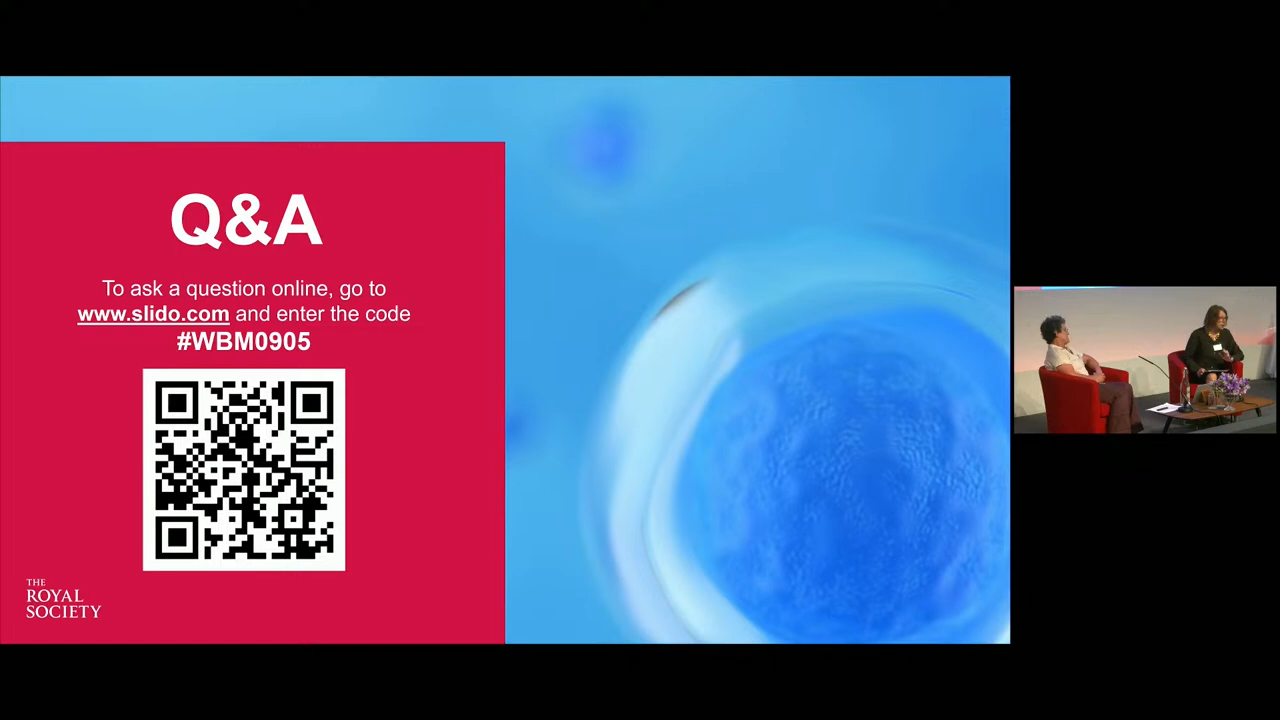 Q&A
To ask a question online, go to
www.slido.com and enter the code
#WBM0905
THE
ROYAL
SOCIETY